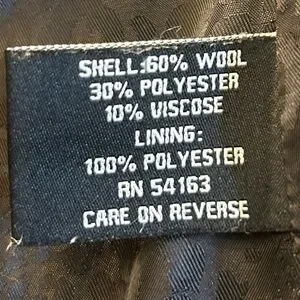 SHELL:60% WOOL
30% POLYESTER
10% VISCOSE
LINING:
100% POLYESTER
RN 54163
CARE ON REVERSE